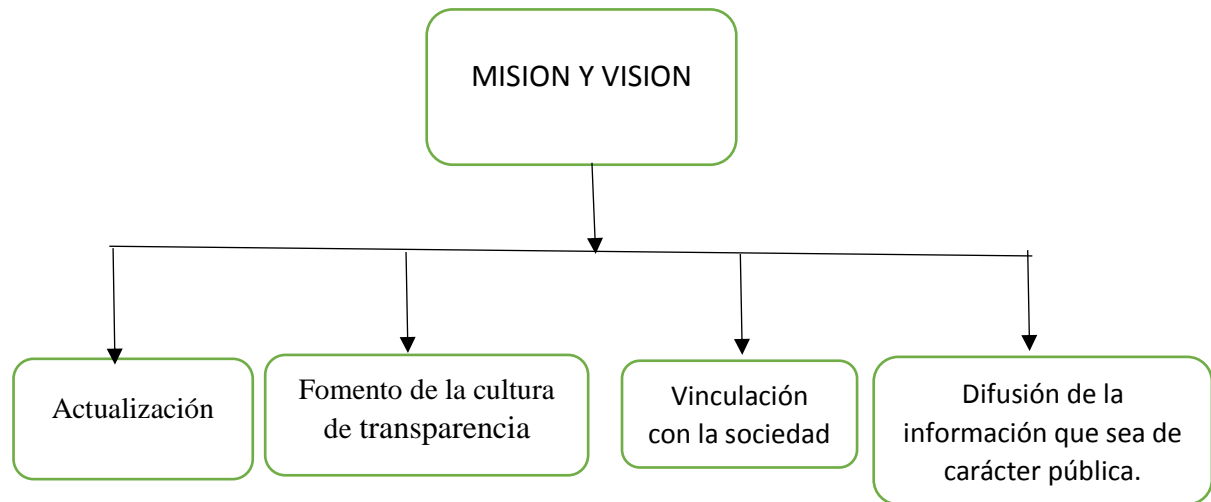 MISION Y VISION
Actualización
Fomento de la cultura
de transparencia
Vinculación
con la sociedad
Difusión de la
información que sea de
carácter pública.